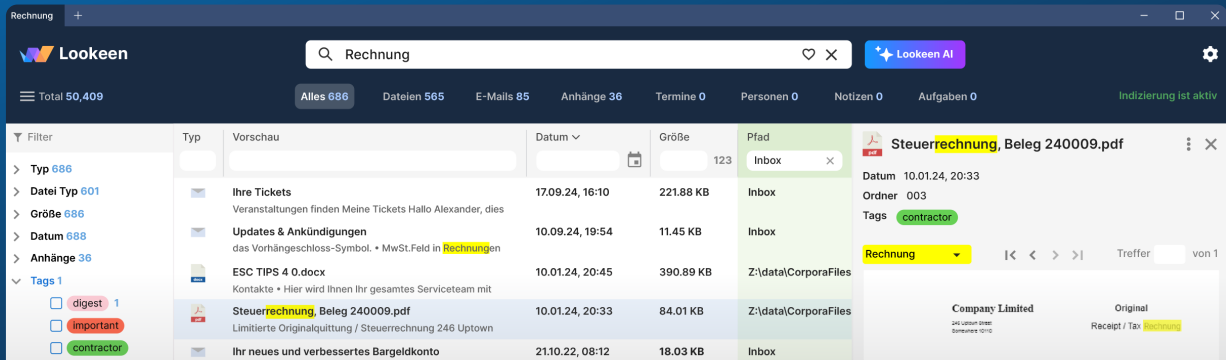 Rechnung
Lookeen
Rechnung
Lookeen AI
Total 50,409
Alles 686 Dateien 565 E-Mails 85 Anhänge 36 Termine 0 Personen 0 Notizen 0 Aufgaben 0
Indizierung ist aktiv
Filter
Typ 686
Datei Typ 601
Größe 686
Datum 688
Anhänge 36
Tags 1
digest 1
important
contractor
Typ Vorschau Datum Größe Pfad
123 Inbox
Ihre Tickets 17.09.24, 16:10 221.88 KB Inbox
Veranstaltungen finden Meine Tickets Hallo Alexander, dies
Updates & Ankündigungen 10.09.24, 19:54 11.45 KB Inbox
das Vorhängeschloss-Symbol. • MwSt.Feld in Rechnungen
ESC TIPS 4 0.docx 10.01.24, 20:45 390.89 KB Z:\data\CorporaFiles
Kontakte • Hier wird Ihnen Ihr gesamtes Serviceteam mit
Steuerrechnung, Beleg 240009.pdf 10.01.24, 20:33 84.01 KB Z:\data\CorporaFiles
Limitierte Originalquittung / Steuerrechnung 246 Uptown
Ihr neues und verbessertes Bargeldkonto 21.10.22, 08:12 18.03 KB Inbox
Steuerrechnung, Beleg 240009.pdf
Datum 10.01.24, 20:33
Ordner 003
Tags contractor
Rechnung Treffer von 1
Company Limited
246 Uptown Street
Somewhere 10110
Original
Receipt / Tax Rechnung